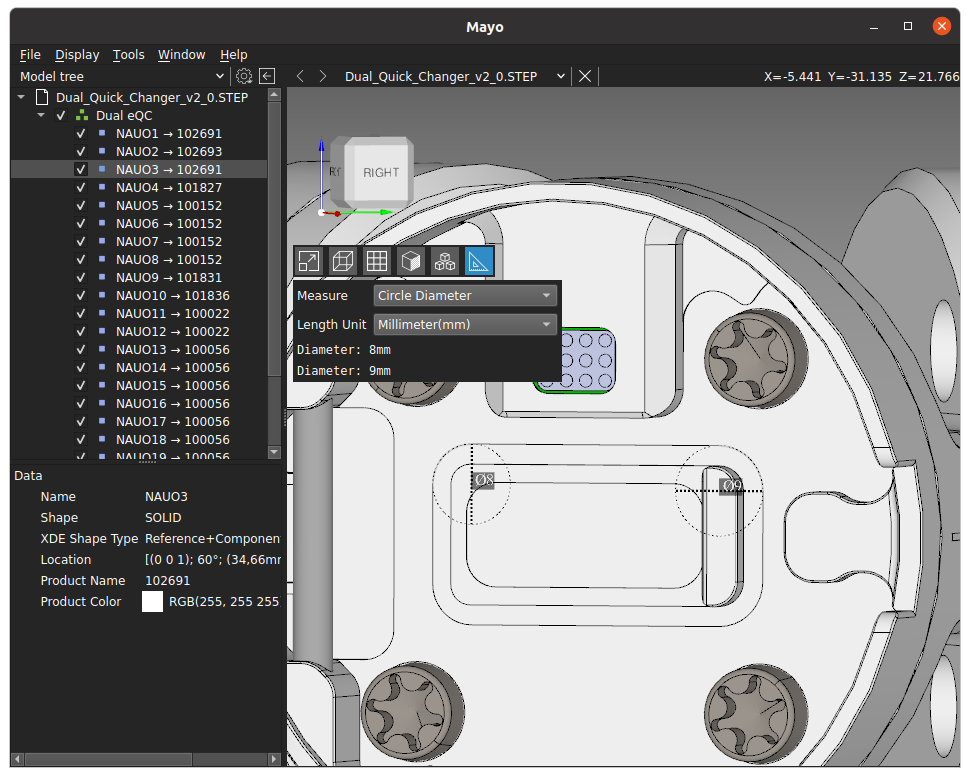 Mayo
File Display Tools Window Help
Model tree
Dual_Quick_Changer_v2_0.STEP
X=-5.441 Y=-31.135 Z=21.766
Dual_Quick_Changer_v2_0.STEP
Dual eQC
NAUO1 → 102691
NAUO2 → 102693
NAUO3 → 102691
NAUO4 → 101827
NAUO5 → 100152
NAUO6 → 100152
NAUO7 → 100152
NAUO8 → 100152
NAUO9 → 101831
NAUO10 → 101836
NAUO11 → 100022
NAUO12 → 100022
NAUO13 → 100056
NAUO14 → 100056
NAUO15 → 100056
NAUO16 → 100056
NAUO17 → 100056
NAUO18 → 100056
NAUO19 → 100056
Data
Name NAUO3
Shape SOLID
XDE Shape Type Reference+Componen
Location [(0 0 1); 60°; (34,66mm
Product Name 102691
Product Color RGB(255, 255 255
RIGHT
Measure Circle Diameter
Length Unit Millimeter(mm)
Diameter: 8mm
Diameter: 9mm
Ø8
Ø9